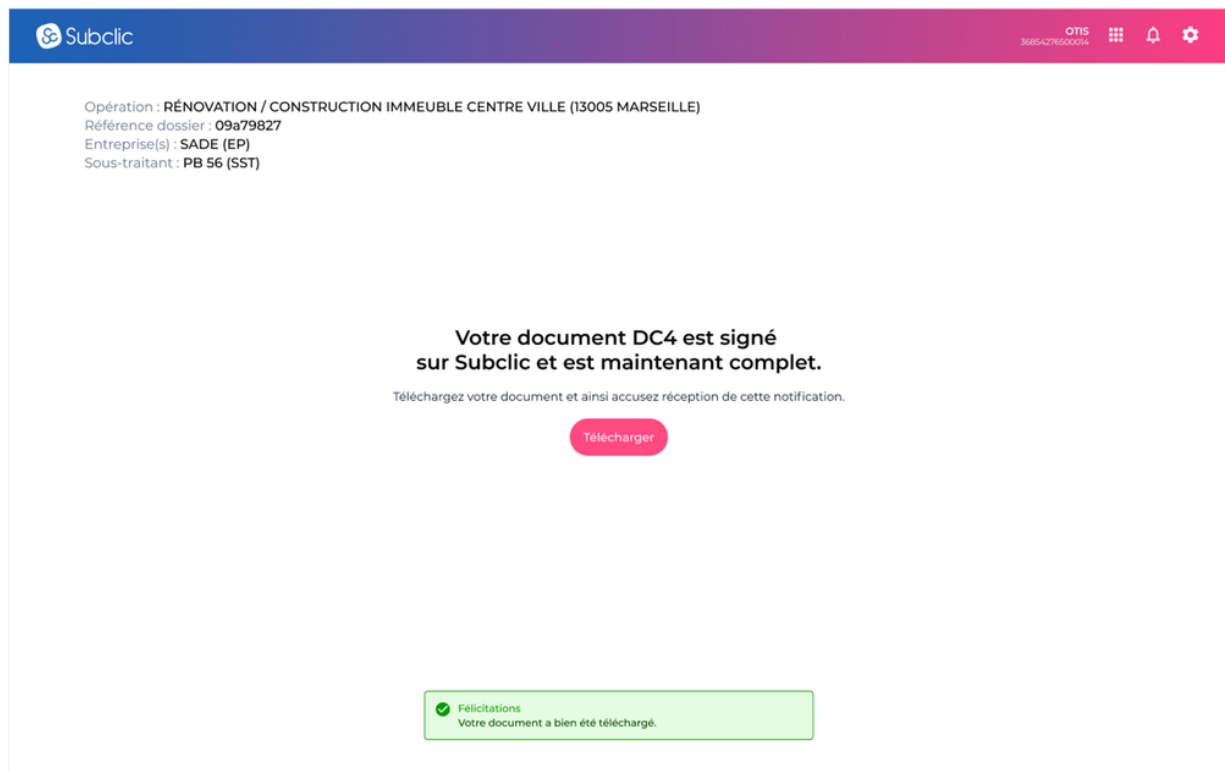 Subclic
OTIS
36854276500014
Opération : RÉNOVATION / CONSTRUCTION IMMEUBLE CENTRE VILLE (13005 MARSEILLE)
Référence dossier : 09a79827
Entreprise(s) : SADE (EP)
Sous-traitant : PB 56 (SST)
Votre document DC4 est signé
sur Subclic et est maintenant complet.
Téléchargez votre document et ainsi accusez réception de cette notification.
Télécharger
Félicitations
Votre document a bien été téléchargé.